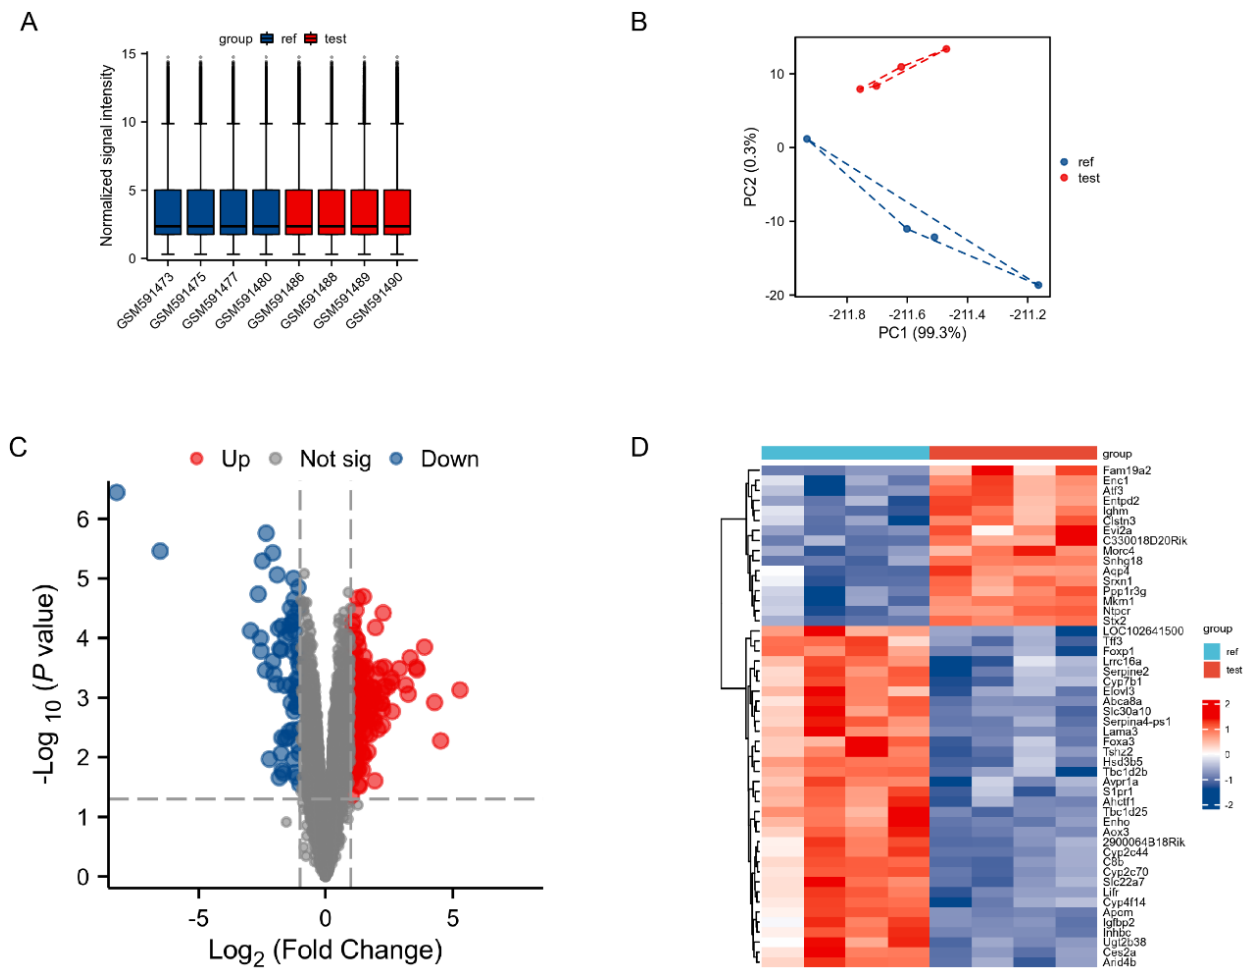 A
group ref test
Normalized signal intensity
15
10
5
0
GSM591473
GSM591475
GSM591477
GSM591480
GSM591486
GSM591488
GSM591489
GSM591490
B
PC2 (0.3%)
10
0
-10
-20
-211.8 -211.6 -211.4 -211.2
PC1 (99.3%)
ref
test
C
Up Not sig Down
-Log 10 (P value)
6
5
4
3
2
1
0
-5 0 5
Log2 (Fold Change)
D
group
Fam19a2
Enc1
Atf3
Entpd2
Ighm
Clstn3
Evi2a
C330018D20Rik
Morc4
Snhg18
Aqp4
Srxn1
Ppp1r3g
Mkrn1
Ntpcr
Stx2
LOC102641500
Tff3
Foxp1
Lrrc16a
Serpine2
Cyp7b1
Elovl3
Abca8a
Slc30a10
Serpina4-ps1
Lama3
Foxa3
Tshz2
Hsd3b5
Tbc1d2b
Avpr1a
S1pr1
Ahctf1
Tbc1d25
Enho
Aox3
2900064B18Rik
Cyp2c44
C8b
Cyp2c70
Slc22a7
Lifr
Cyp4f14
Apom
Igfbp2
Inhbc
Ugt2b38
Ces2a
Arid4b
group
ref
test
2
1
0
-1
-2